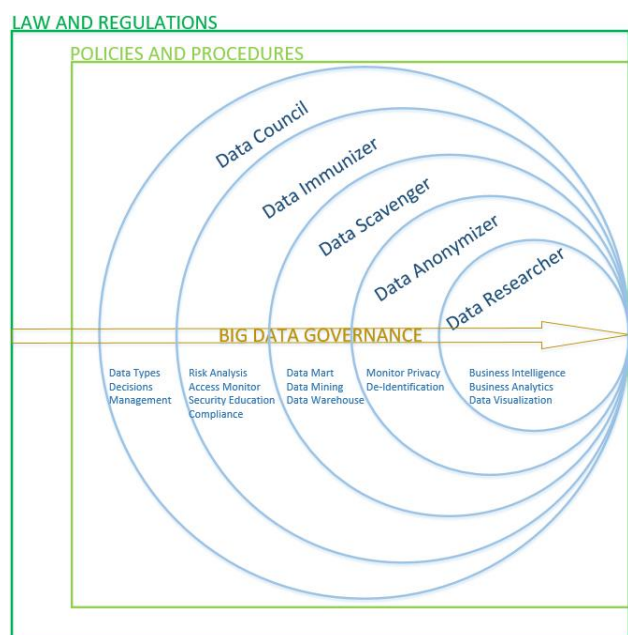 LAW AND REGULATIONS
POLICIES AND PROCEDURES
Data Council
Data Immunizer
Data Scavenger
Data Anonymizer
Data Researcher
BIG DATA GOVERNANCE
Data Types
Decisions
Management
Risk Analysis
Access Monitor
Security Education
Compliance
Data Mart
Data Mining
Data Warehouse
Monitor Privacy
De-Identification
Business Intelligence
Business Analytics
Data Visualization